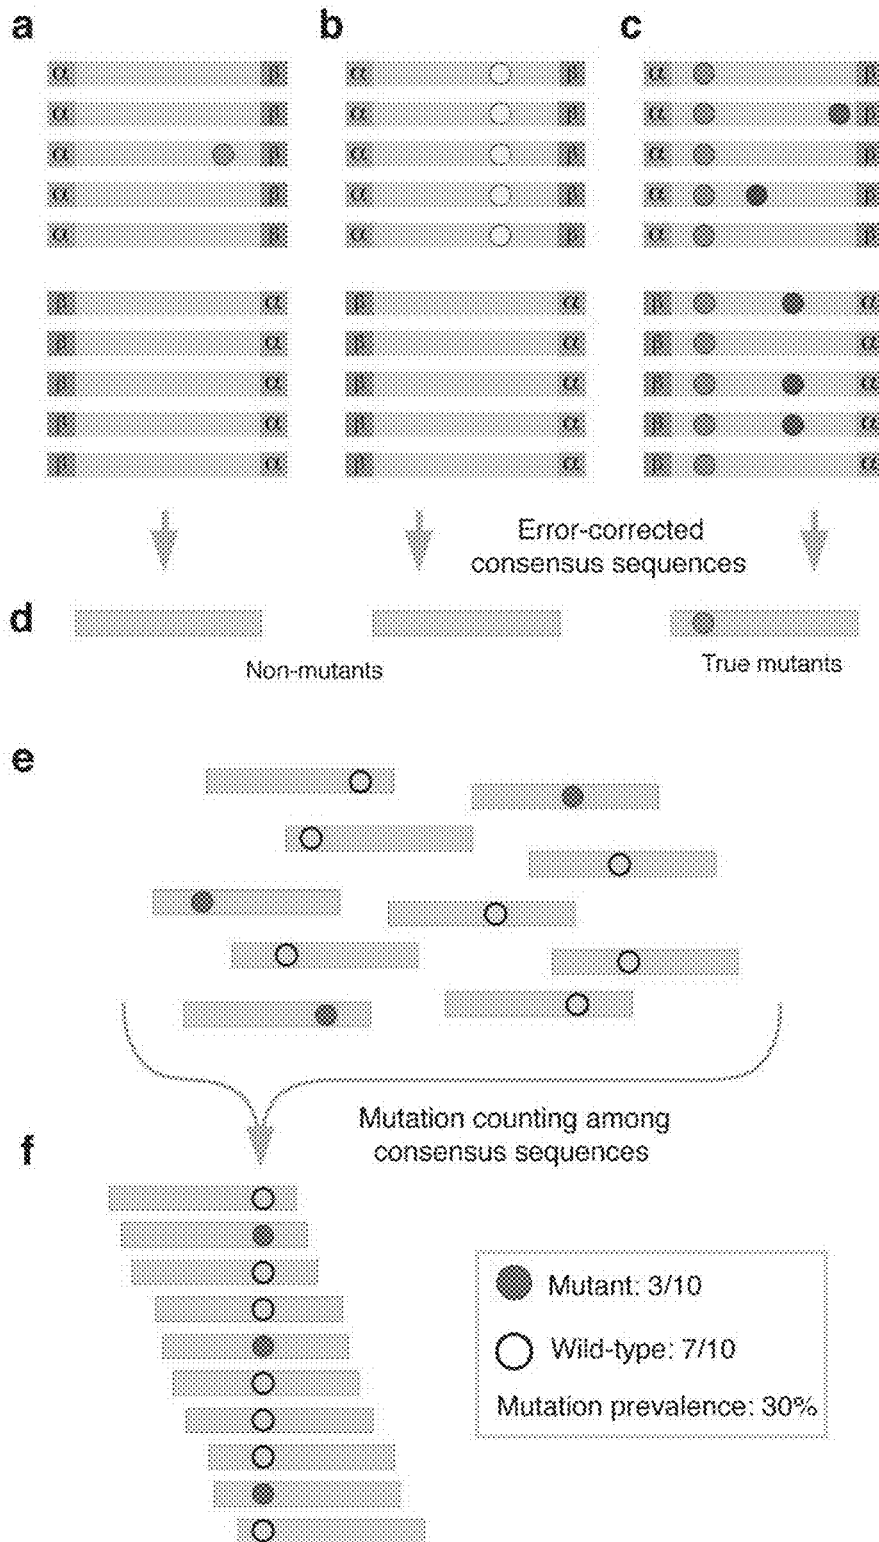 a b c
α β α β α β
α β α β α β
α β α β α β
α β α β α β
α β α β α β
β α β α β α
β α β α β α
β α β α β α
β α β α β α
β α β α β α
Error-corrected
consensus sequences
d
Non-mutants
True mutants
e
Mutation counting among
consensus sequences
f
Mutant: 3/10
Wild-type: 7/10
Mutation prevalence: 30%